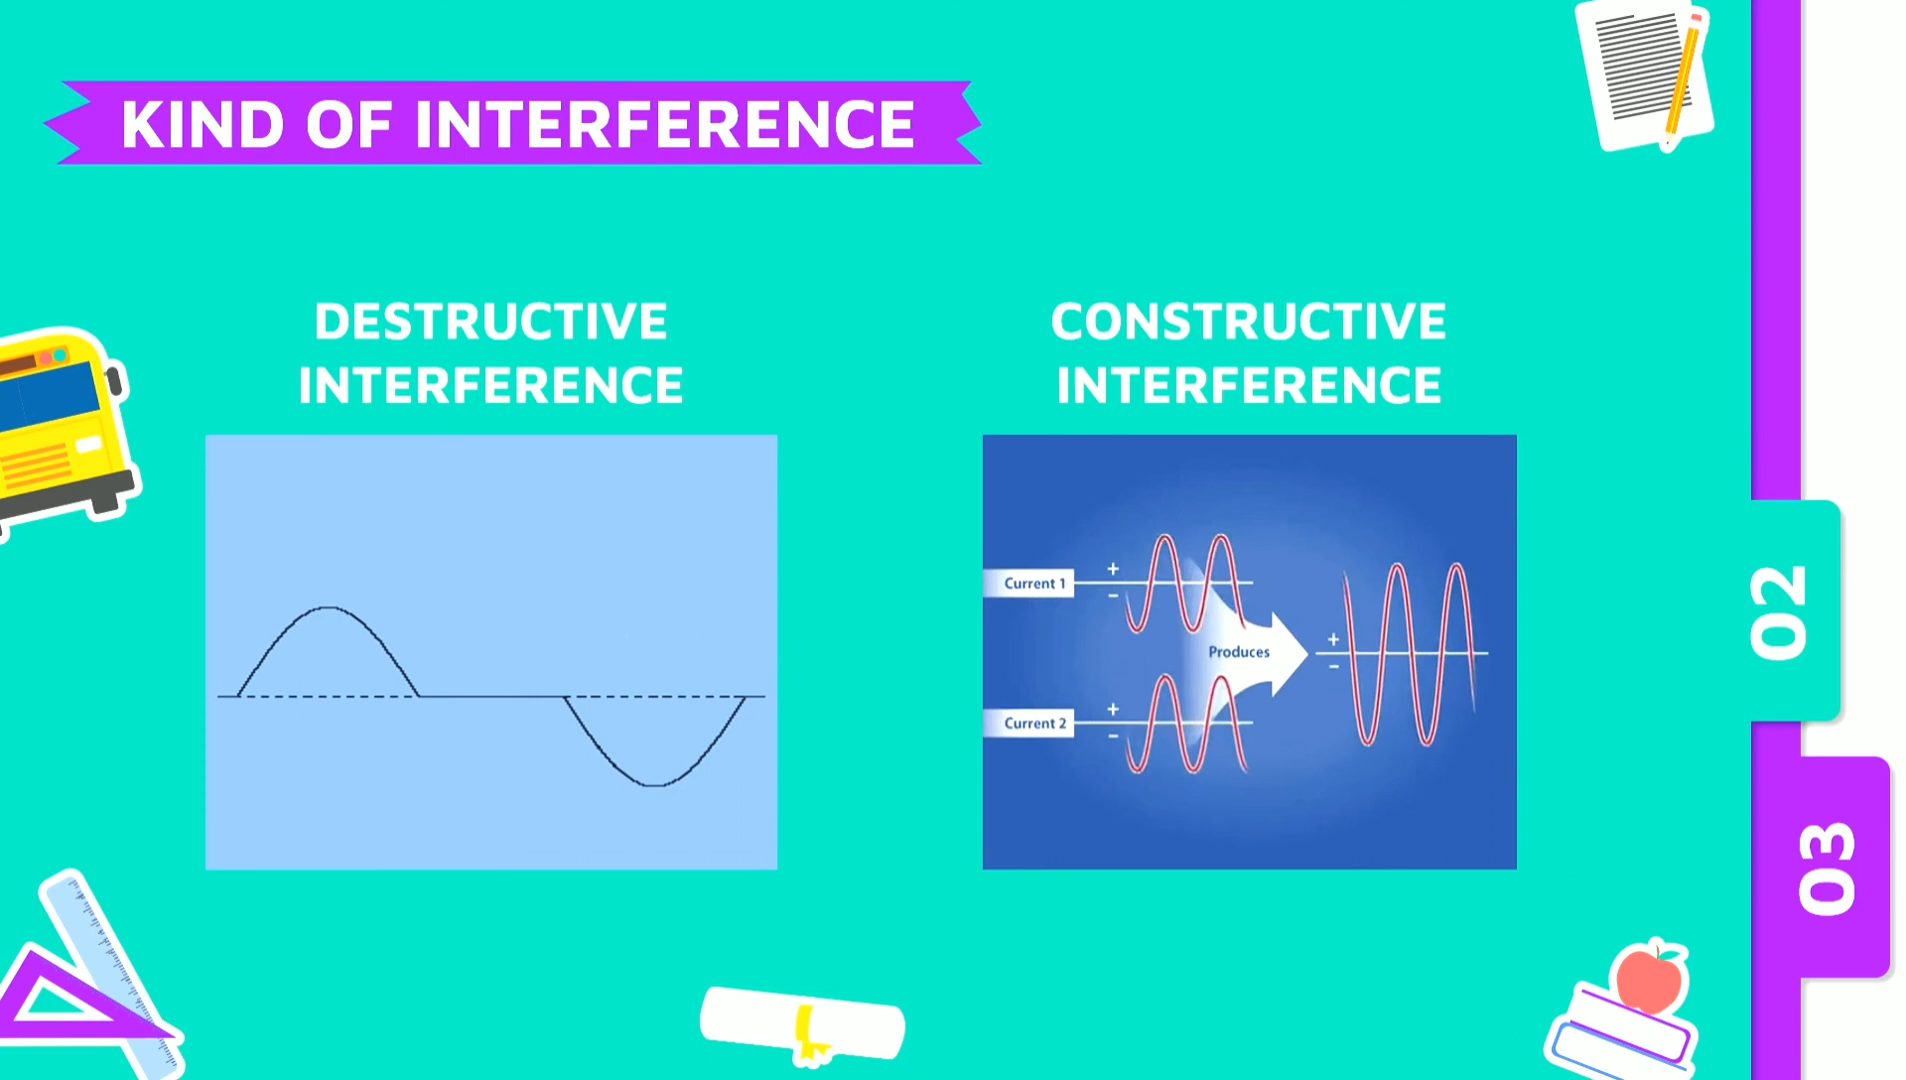 KIND OF INTERFERENCE
DESTRUCTIVE
INTERFERENCE
CONSTRUCTIVE
INTERFERENCE
Current 1
+
−
Produces
+
−
Current 2
+
−
02
03